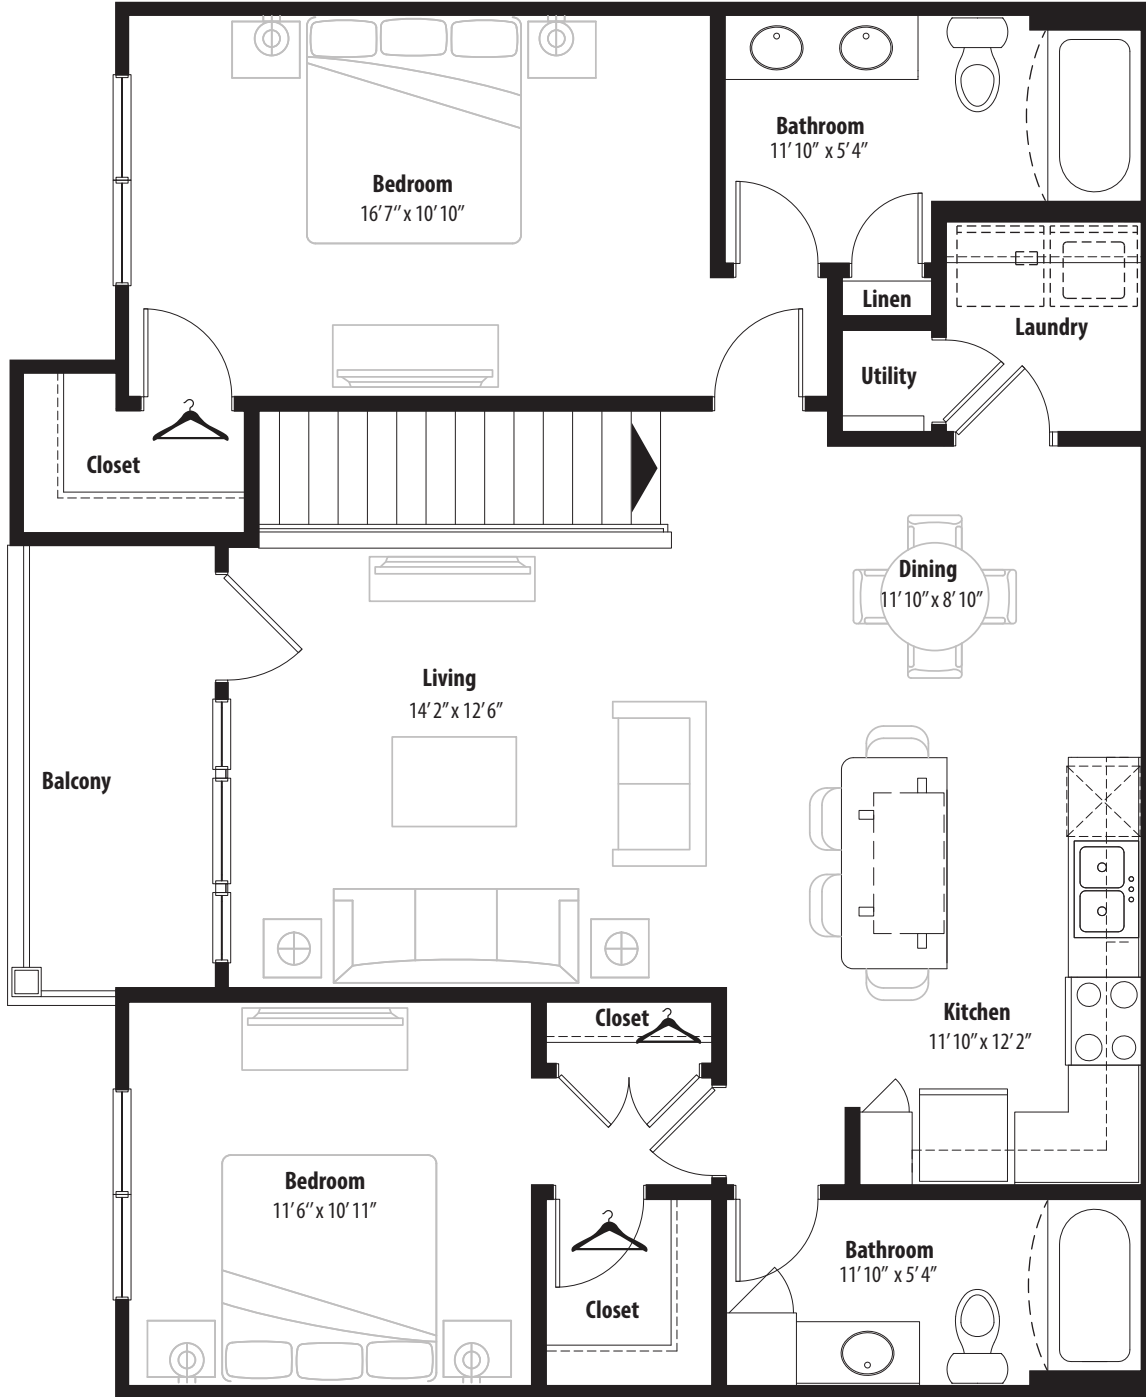 Bathroom
11' 10" x 5' 4"
Bedroom
16' 7" x 10' 10"
Linen
Laundry
Utility
Closet
Dining
11' 10" x 8' 10"
Living
14' 2" x 12' 6"
Balcony
Closet
Kitchen
11' 10" x 12' 2"
Bedroom
11' 6" x 10' 11"
Bathroom
11' 10" x 5' 4"
Closet